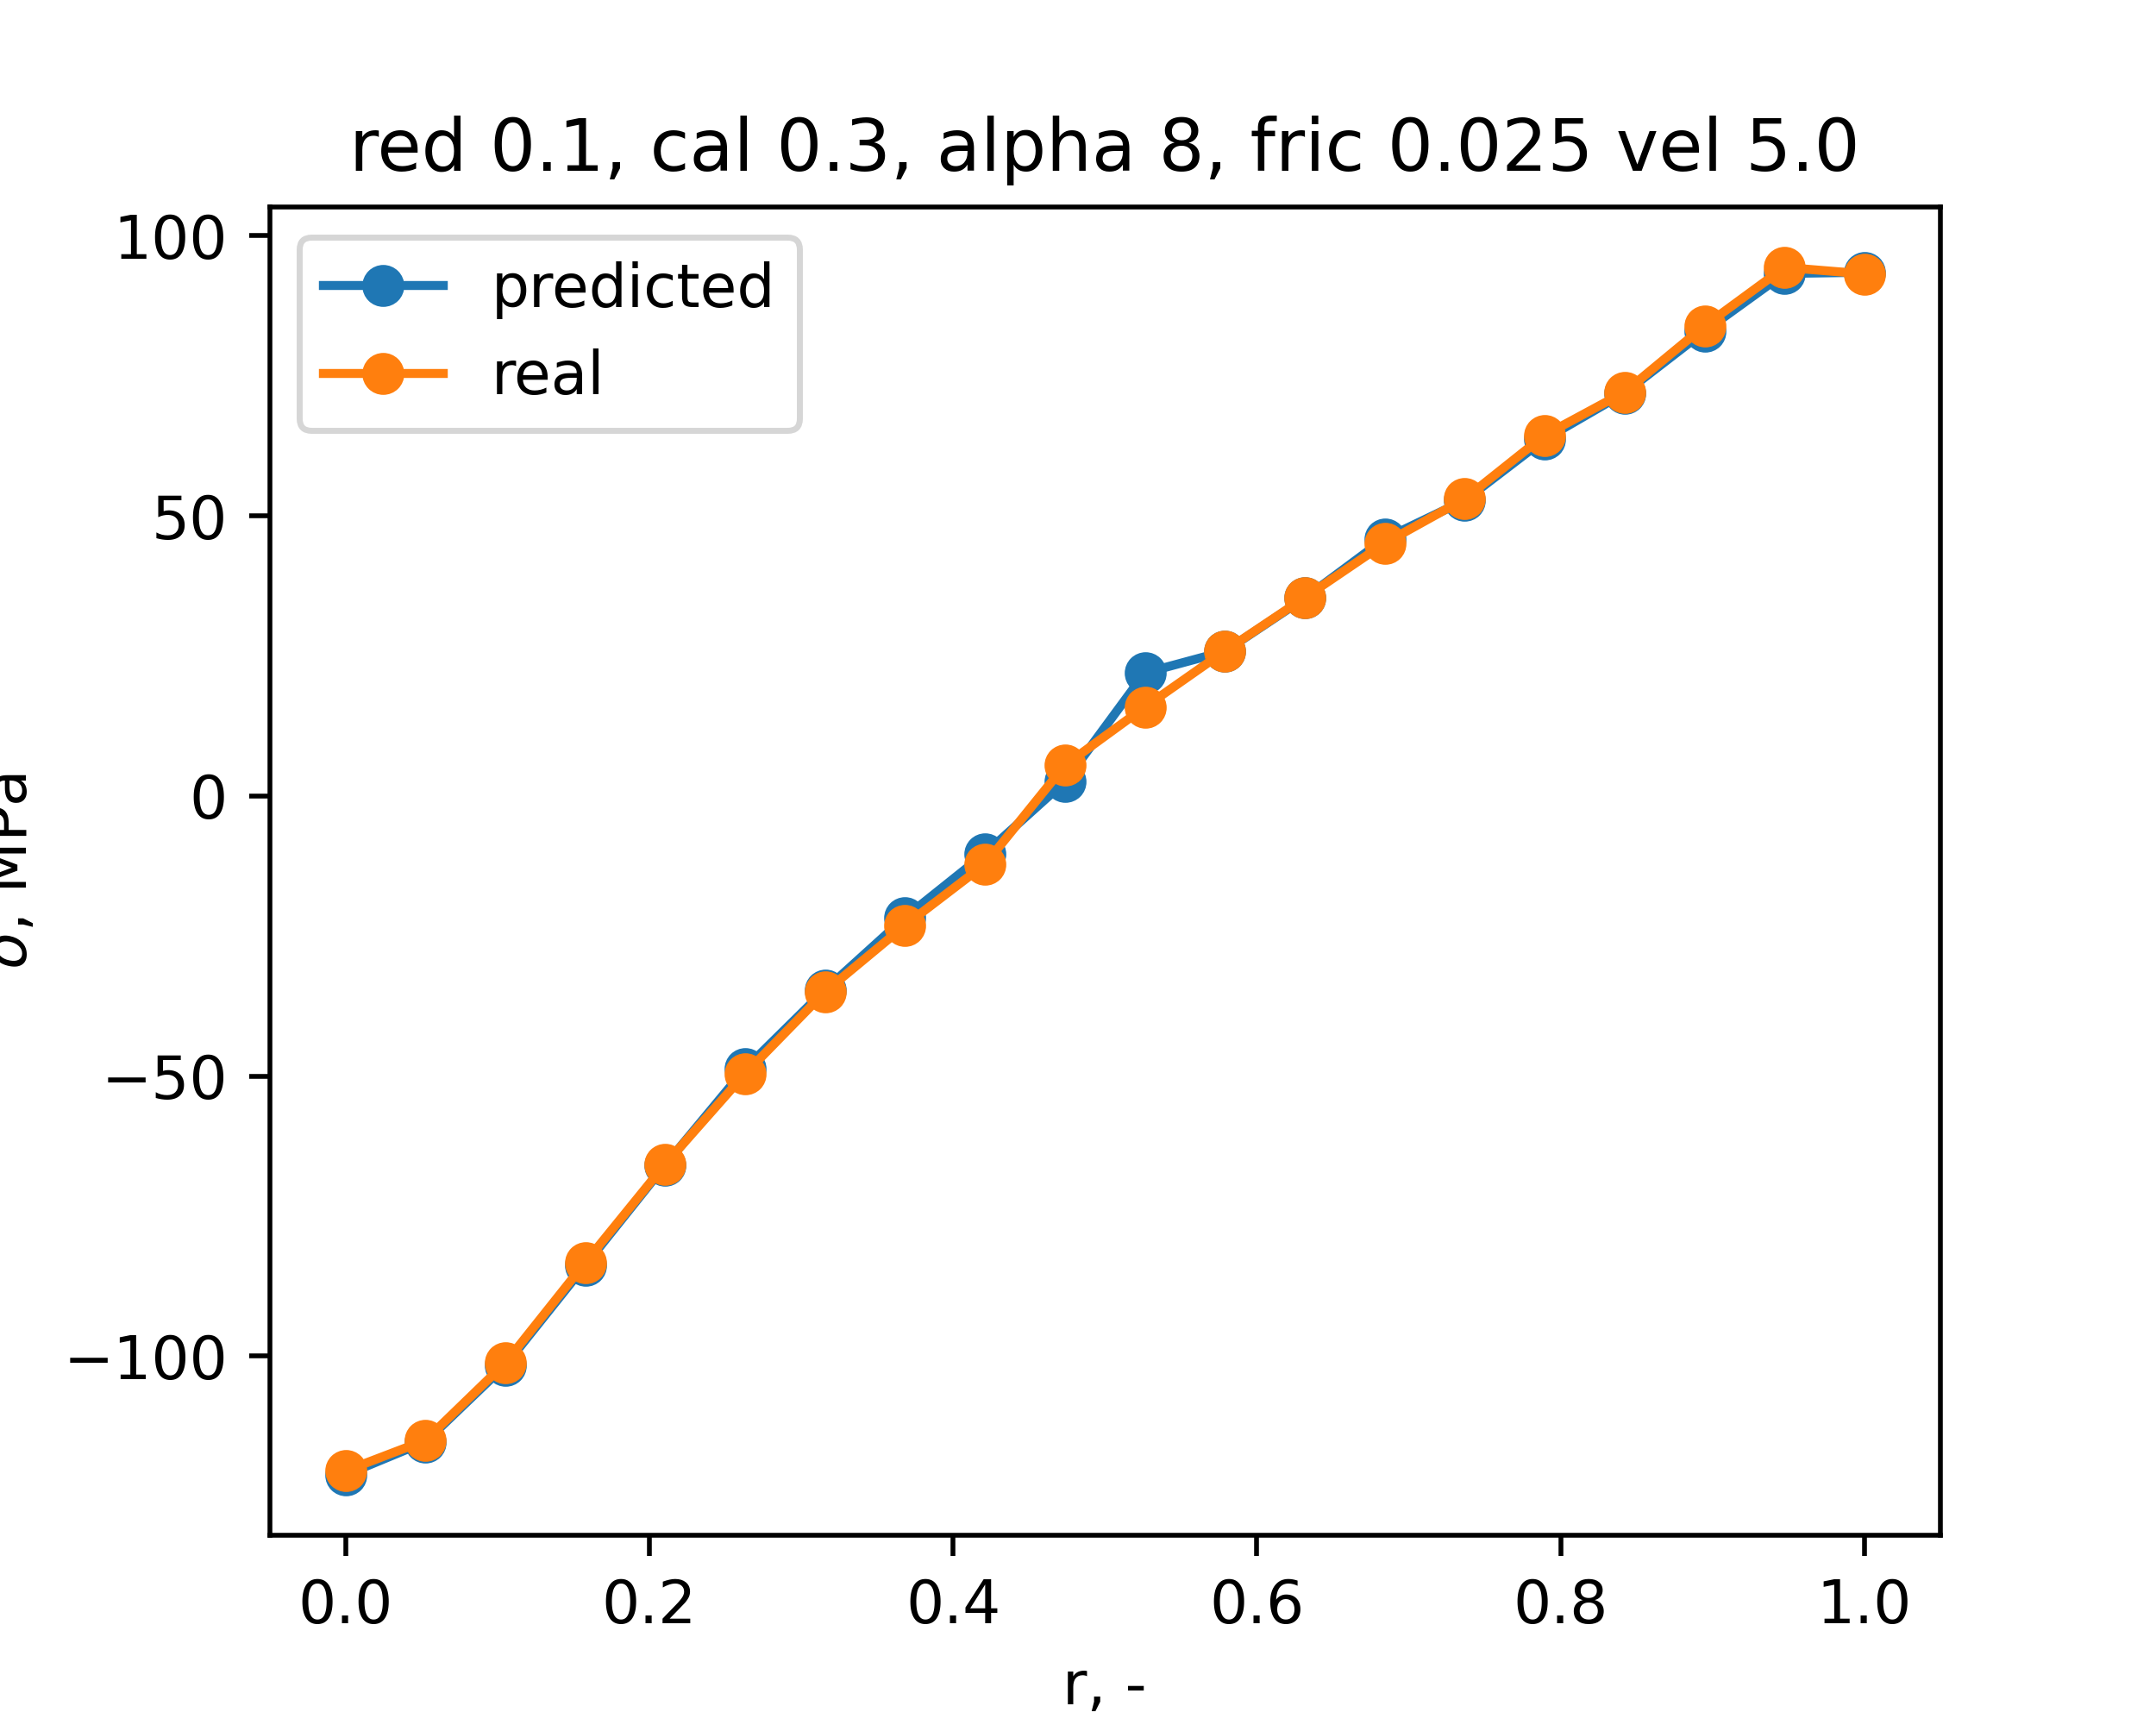 red 0.1, cal 0.3, alpha 8, fric 0.025 vel 5.0
predicted
real
100
50
0
−50
−100
σ, MPa
0.0 0.2 0.4 0.6 0.8 1.0
r, -